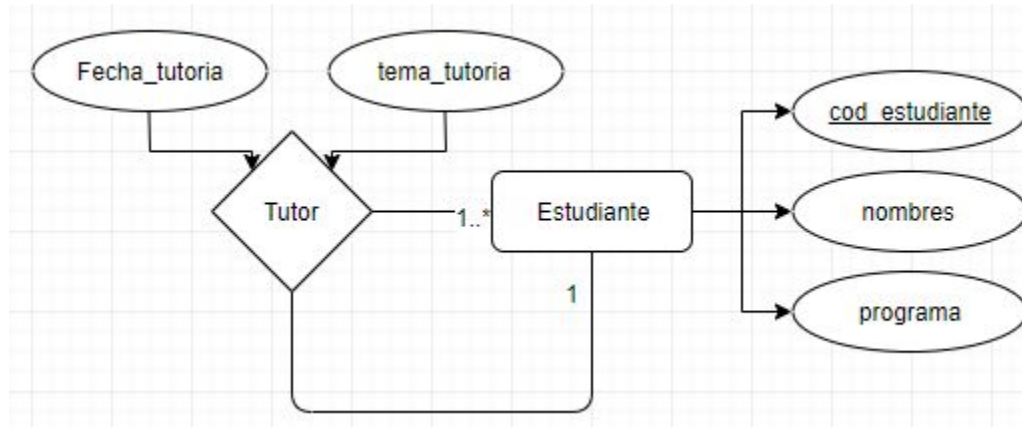 Fecha_tutoria
tema_tutoria
cod_estudiante
Tutor
1..*
Estudiante
nombres
1
programa